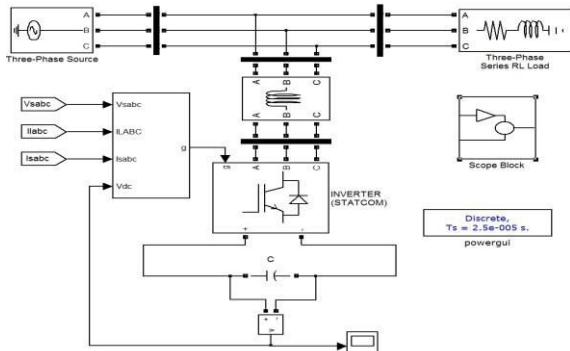 A
B
C
Three-Phase Source
A
B
C
Three-Phase
Series RL Load
A B C
A B C
Vsabc
Ilabc
Isabc
Vsabc
ILABC
Isabc
Vdc
g
A B C
INVERTER
(STATCOM)
+ -
Scope Block
Discrete,
Ts = 2.5e-005 s.
powergui
C
+ -
v